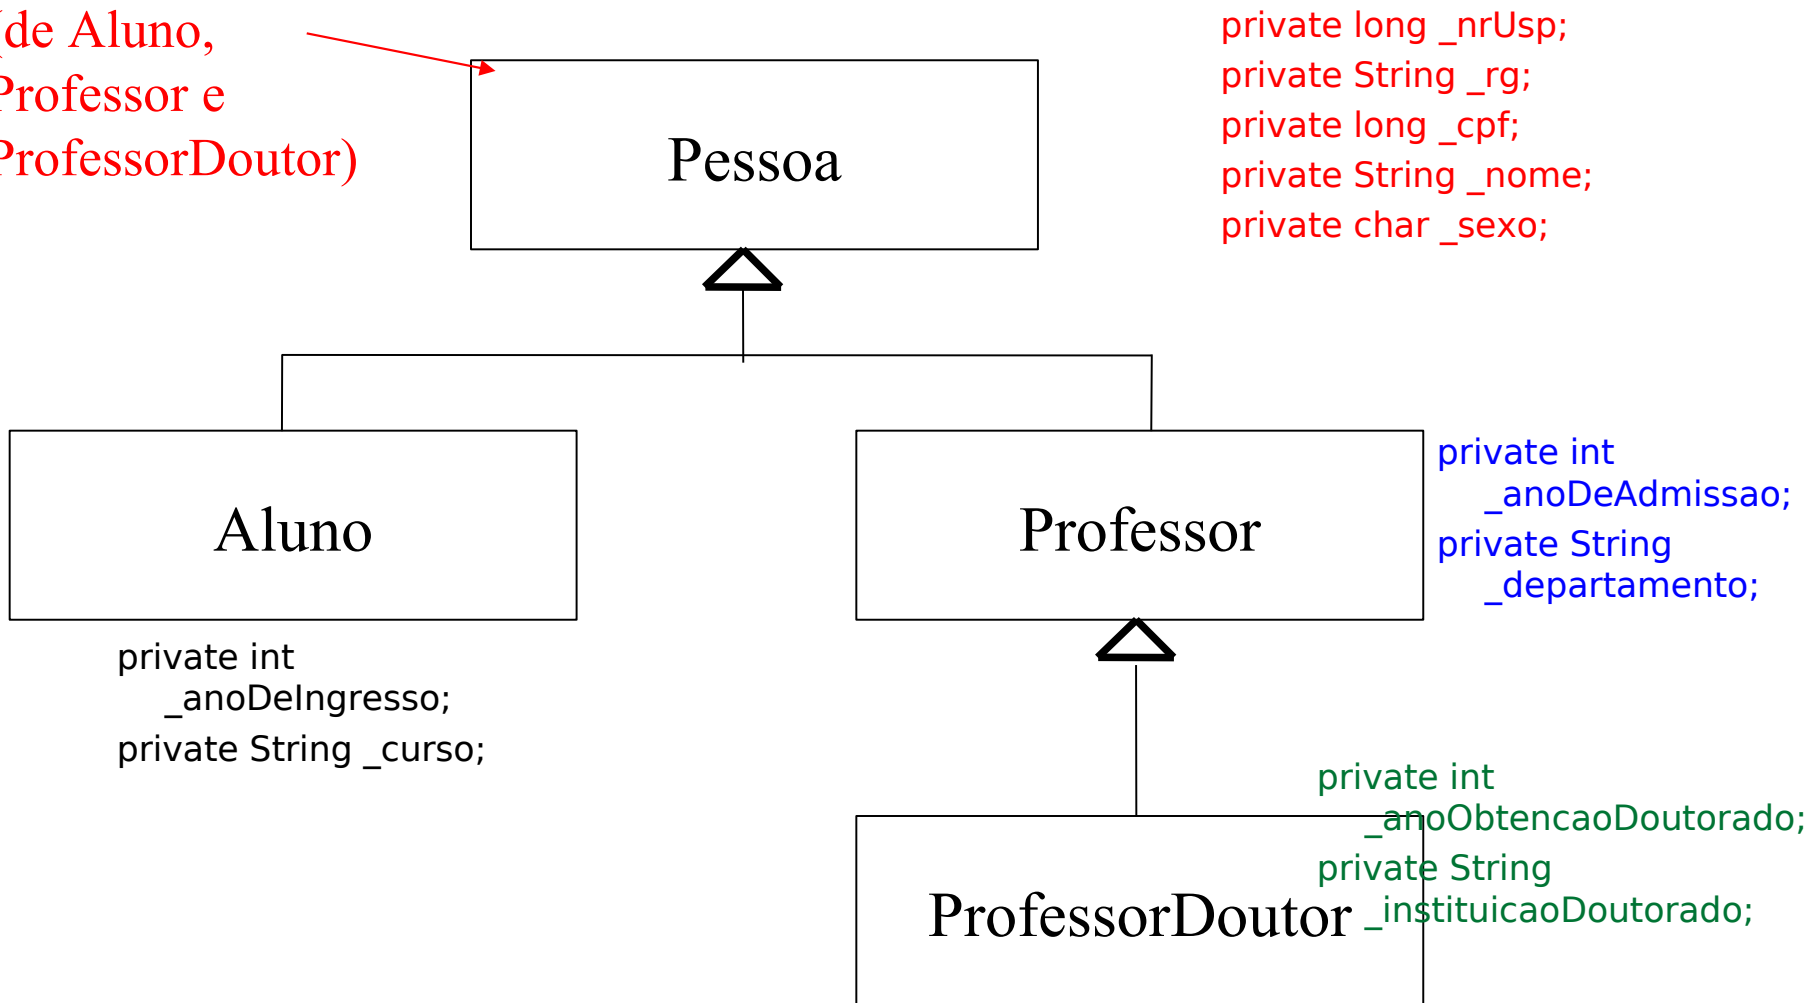 (de Aluno,
Professor e
ProfessorDoutor)
Pessoa
private long _nrUsp;
private String _rg;
private long _cpf;
private String _nome;
private char _sexo;
Aluno
private int
_anoDeIngresso;
private String _curso;
Professor
private int
_anoDeAdmissao;
private String
_departamento;
ProfessorDoutor
private int
_anoObtencaoDoutorado;
private String
_instituicaoDoutorado;